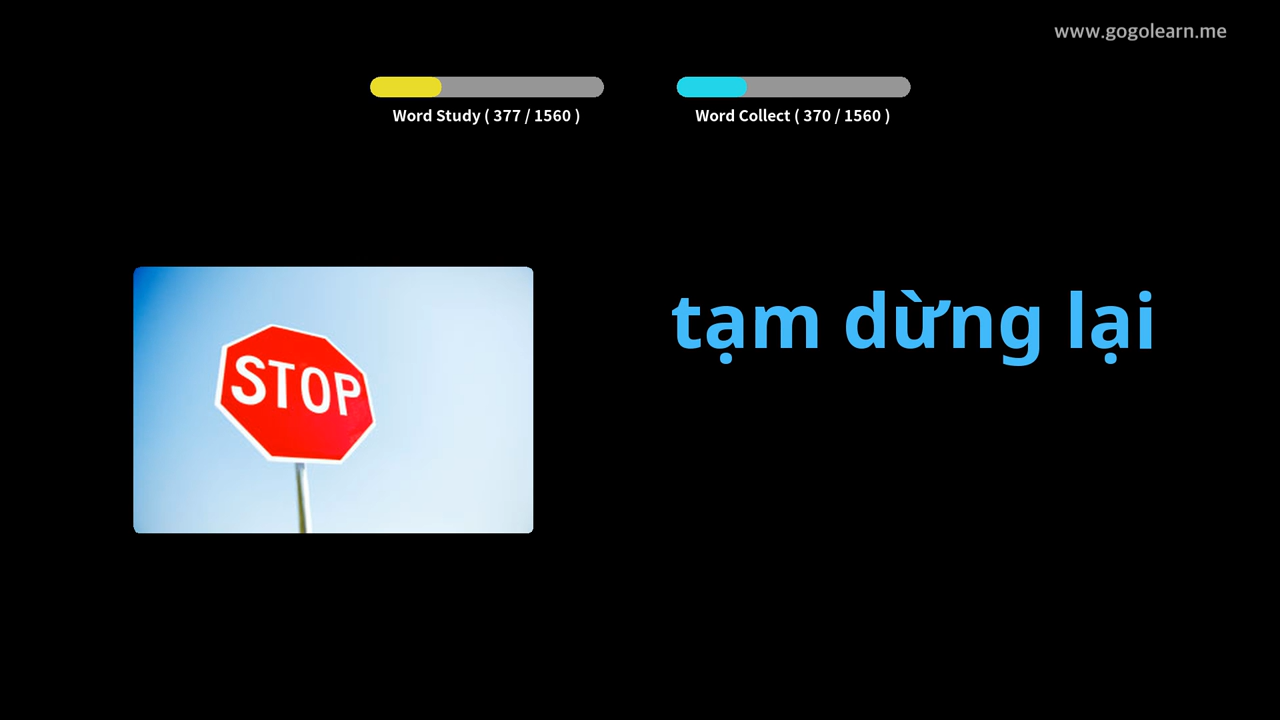 www.gogolearn.me
Word Study ( 377 / 1560 )
Word Collect ( 370 / 1560 )
STOP
tạm dừng lại